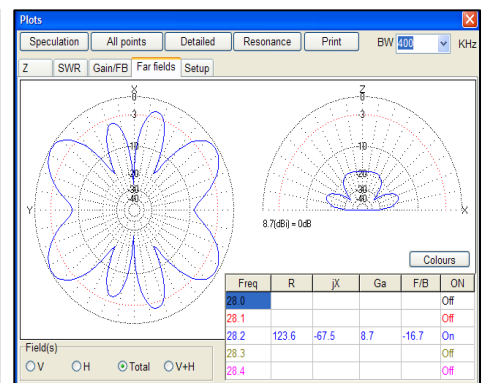 Plots
Speculation All points Detailed Resonance Print BW 400 KHz
Z SWR Gain/FB Far fields Setup
X
0
-3
-10
-20
-30
-40
Y
Z
0
-3
-10
-20
-30
-40
X
8.7(dBi) = 0dB
Colours
Freq R jX Ga F/B ON
28.0 Off
28.1 Off
28.2 123.6 -67.5 8.7 -16.7 On
28.3 Off
28.4 Off
Field(s)
V H Total V+H